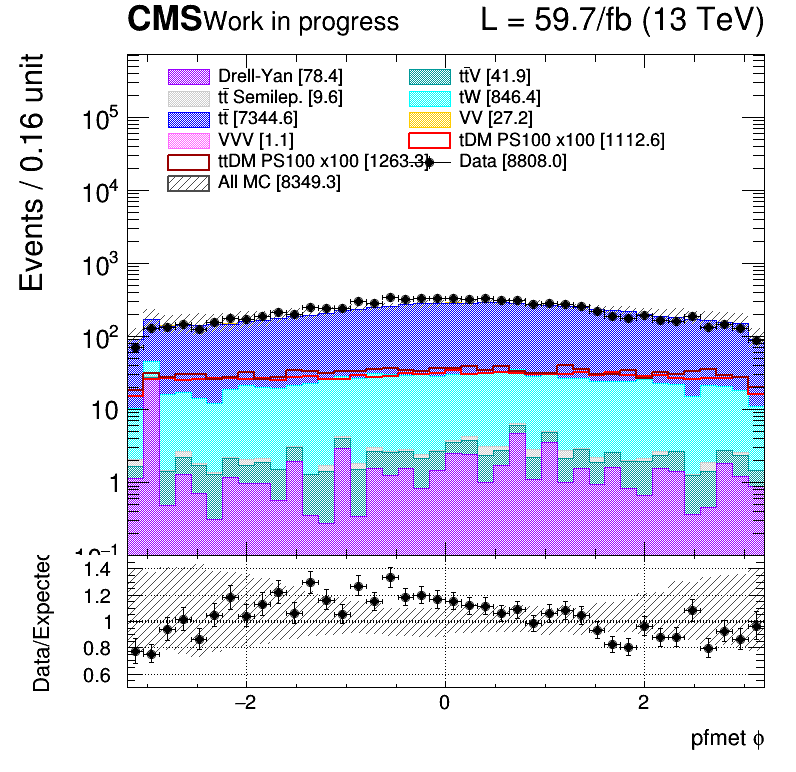 CMS Work in progress L = 59.7/fb (13 TeV)
Events / 0.16 unit
Drell-Yan [78.4] tt̄V [41.9]
tt̄ Semilep. [9.6] tW [846.4]
tt̄ [7344.6] VV [27.2]
VVV [1.1] tDM PS100 x100 [1112.6]
ttDM PS100 x100 [1263.3] Data [8808.0]
All MC [8349.3]
10⁵
10⁴
10³
10²
10
1
10⁻¹
Data/Expected
1.4
1.2
1
0.8
0.6
−2 0 2
pfmet ϕ